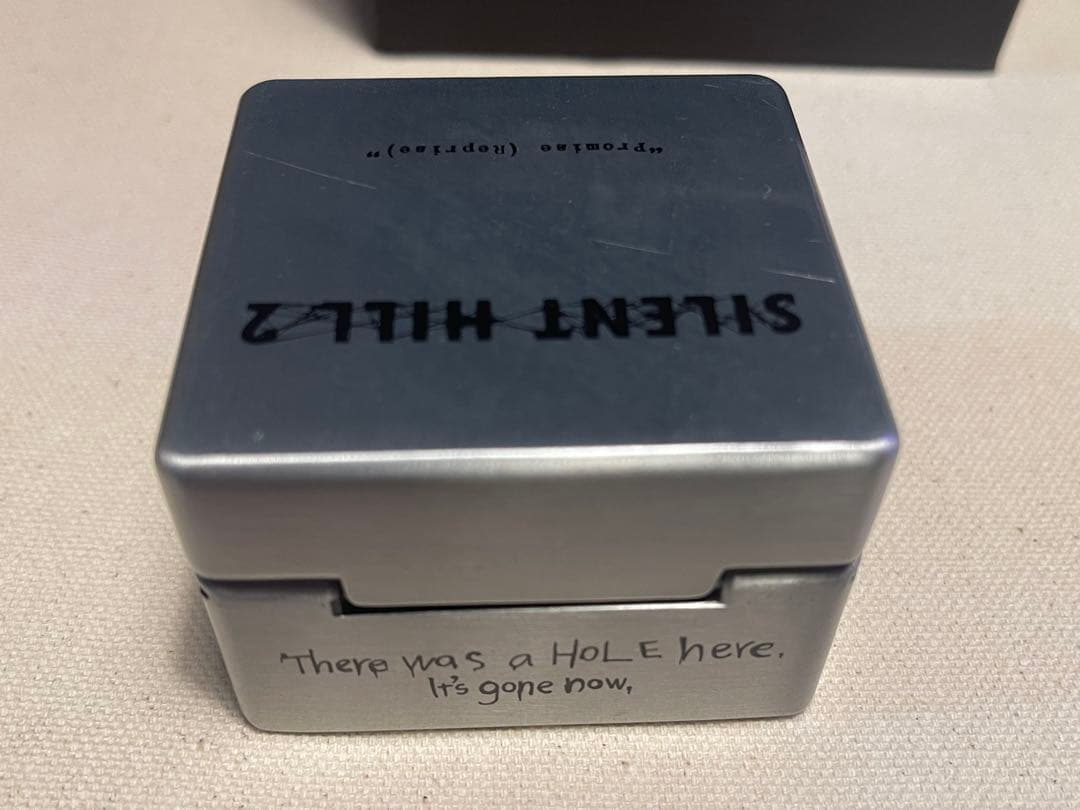 "Promise (Reprise)"
SILENT HILL 2
There was a HoLE here.
It's gone now,